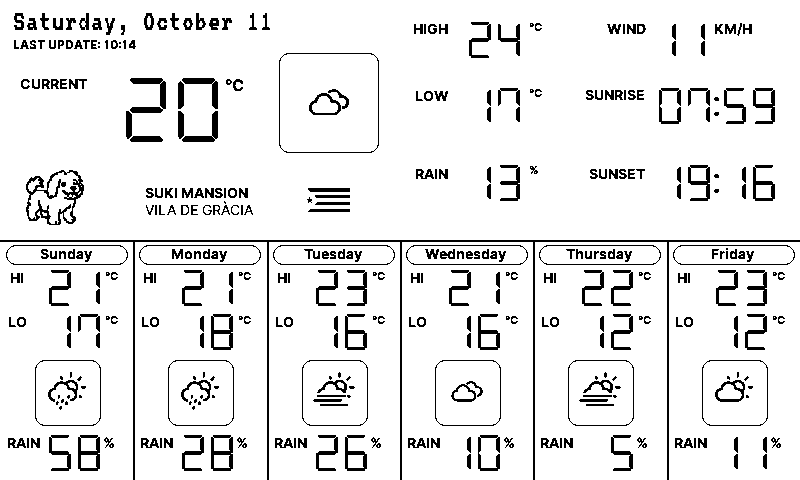 Saturday, October 11
LAST UPDATE: 10:14
CURRENT 20 °C
SUKI MANSION
VILA DE GRÀCIA
HIGH 24 °C
LOW 17 °C
RAIN 13 %
WIND 11 KM/H
SUNRISE 07:59
SUNSET 19:16
Sunday
HI 21 °C
LO 17 °C
RAIN 58 %
Monday
HI 21 °C
LO 18 °C
RAIN 28 %
Tuesday
HI 23 °C
LO 16 °C
RAIN 26 %
Wednesday
HI 21 °C
LO 16 °C
RAIN 10 %
Thursday
HI 22 °C
LO 12 °C
RAIN 5 %
Friday
HI 23 °C
LO 12 °C
RAIN 11 %